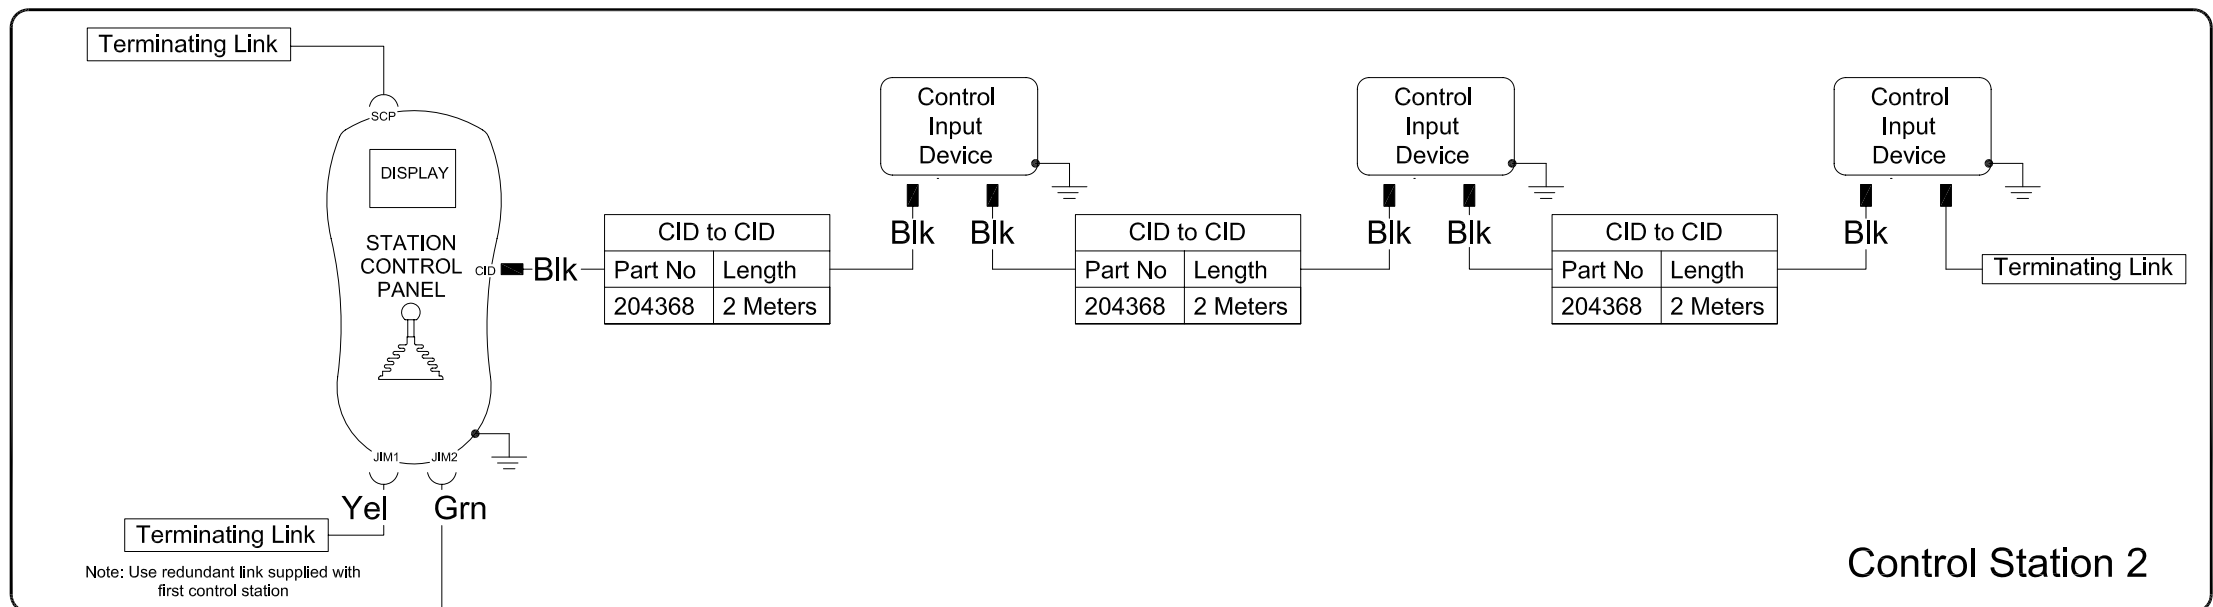 Terminating Link
SCP
DISPLAY
STATION
CONTROL
PANEL
CID
Blk
CID to CID
Part No Length
204368 2 Meters
Control
Input
Device
Blk Blk
CID to CID
Part No Length
204368 2 Meters
Control
Input
Device
Blk Blk
CID to CID
Part No Length
204368 2 Meters
Control
Input
Device
Blk
Terminating Link
JIM1 JIM2
Yel Grn
Terminating Link
Note: Use redundant link supplied with
first control station
Control Station 2